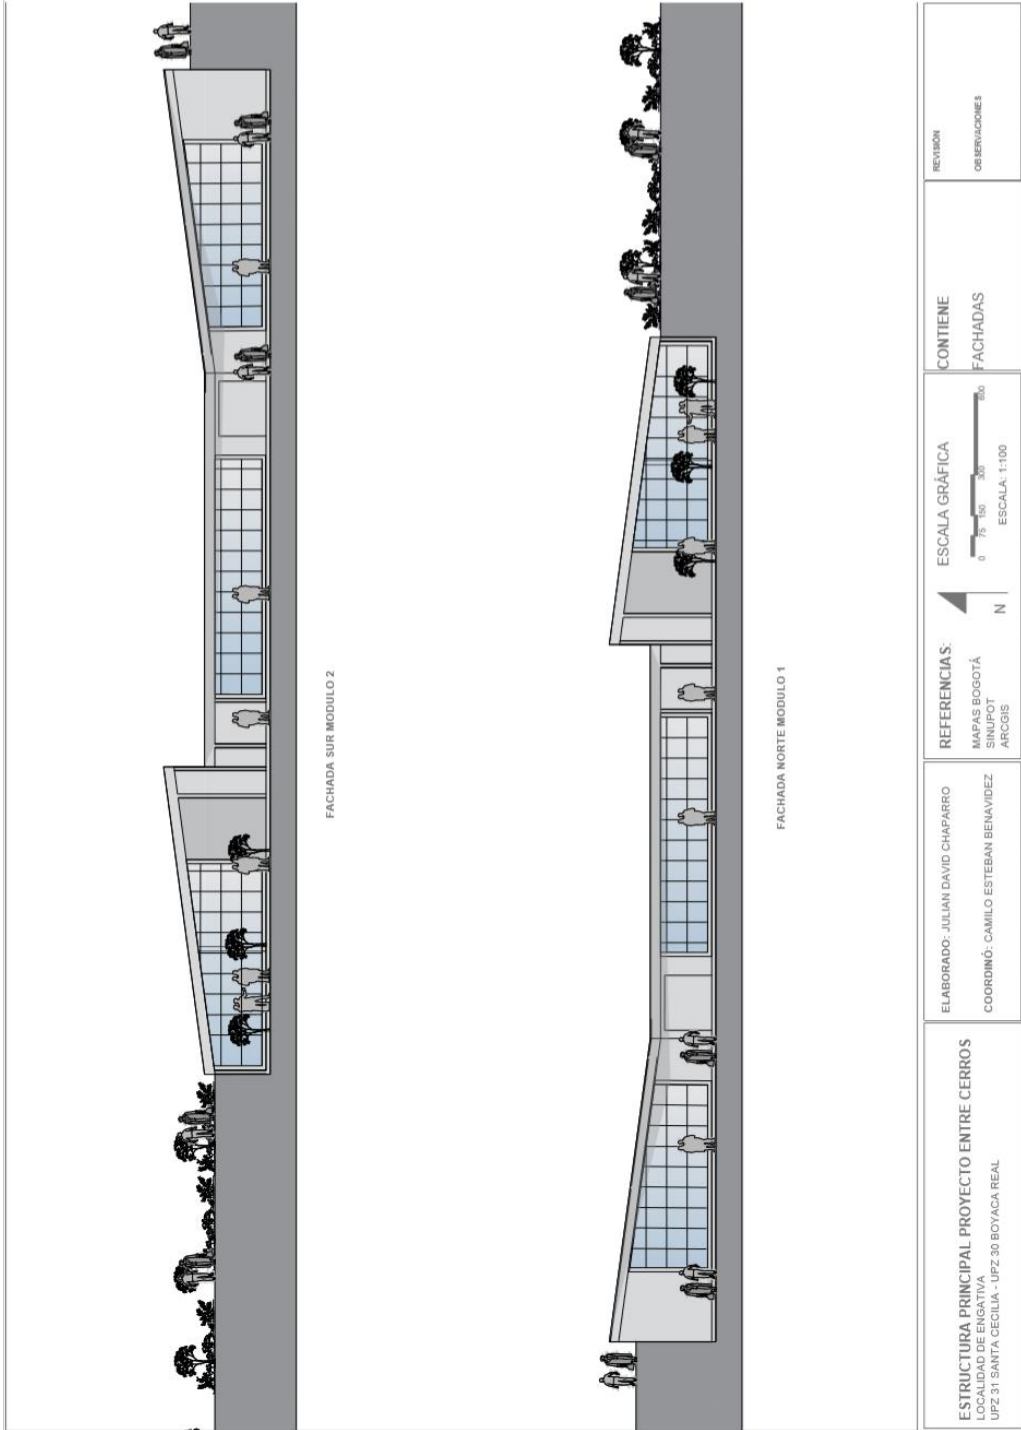 FACHADA SUR MODULO 2
FACHADA NORTE MODULO 1
ESTRUCTURA PRINCIPAL PROYECTO ENTRE CERROS
LOCALIDAD DE ENGATIVA
UPZ 31 SANTA CECILIA - UPZ 30 BOYACA REAL
ELABORADO: JULIAN DAVID CHAPARRO
COORDINÓ: CAMILO ESTEBAN BENAVIDEZ
REFERENCIAS:
MAPAS BOGOTÁ
SINUPOT
ARCGIS
N
ESCALA GRÁFICA
0 75 150 300 600
ESCALA: 1:100
CONTIENE
FACHADAS
REVISIÓN
OBSERVACIONES